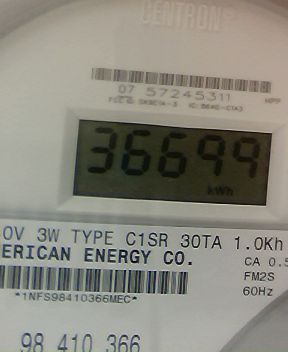 CENTRON®
07 57245311
36699
kWh
0V 3W TYPE C1SR 30TA 1.0Kh
ERICAN ENERGY CO. CA 0.5
FM2S
*1NFS98410366MEC* 60Hz
98 410 366